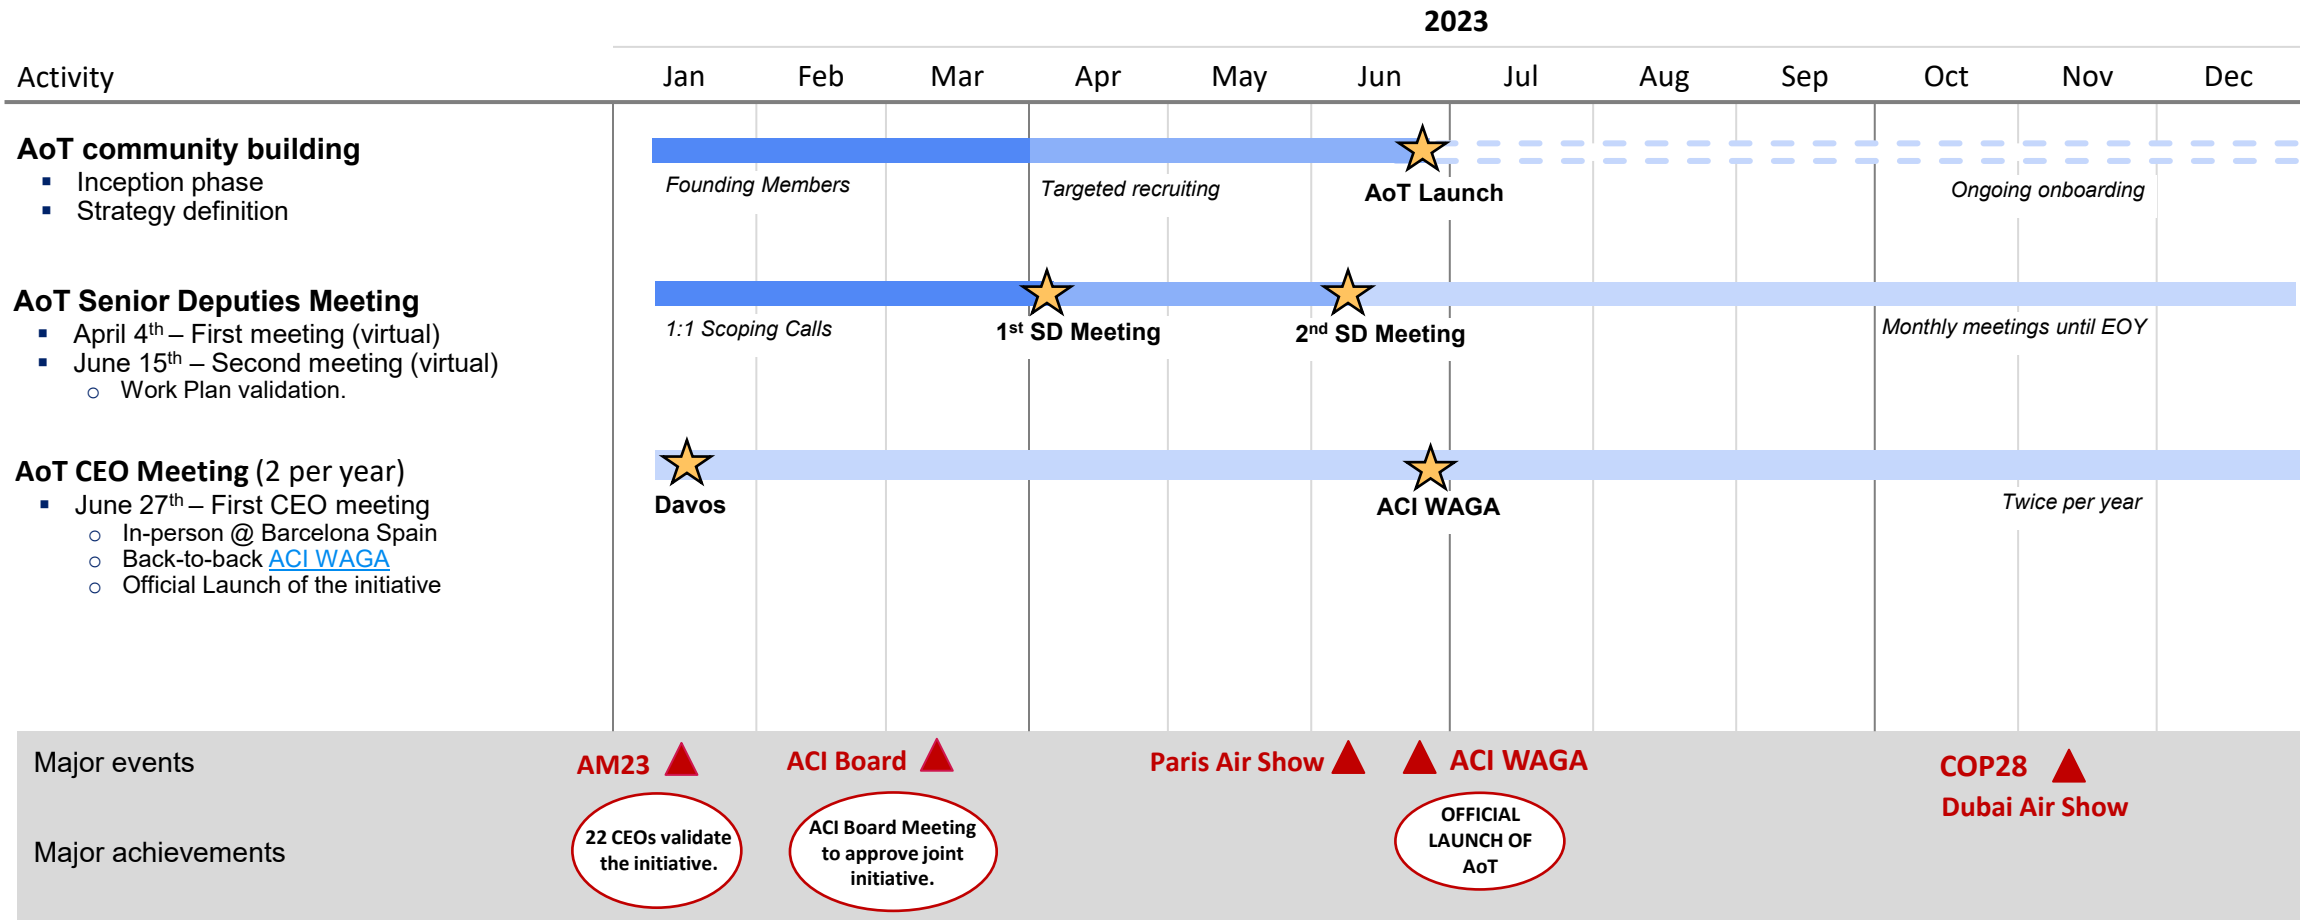 2023
Activity
Jan Feb Mar Apr May Jun Jul Aug Sep Oct Nov Dec
AoT community building
▪ Inception phase
▪ Strategy definition
Founding Members
Targeted recruiting
AoT Launch
Ongoing onboarding
AoT Senior Deputies Meeting
▪ April 4th – First meeting (virtual)
▪ June 15th – Second meeting (virtual)
o Work Plan validation.
1:1 Scoping Calls
1st SD Meeting
2nd SD Meeting
Monthly meetings until EOY
AoT CEO Meeting (2 per year)
▪ June 27th – First CEO meeting
o In-person @ Barcelona Spain
o Back-to-back ACI WAGA
o Official Launch of the initiative
Davos
ACI WAGA
Twice per year
Major events
AM23
ACI Board
Paris Air Show
ACI WAGA
COP28
Dubai Air Show
Major achievements
22 CEOs validate
the initiative.
ACI Board Meeting
to approve joint
initiative.
OFFICIAL
LAUNCH OF
AoT